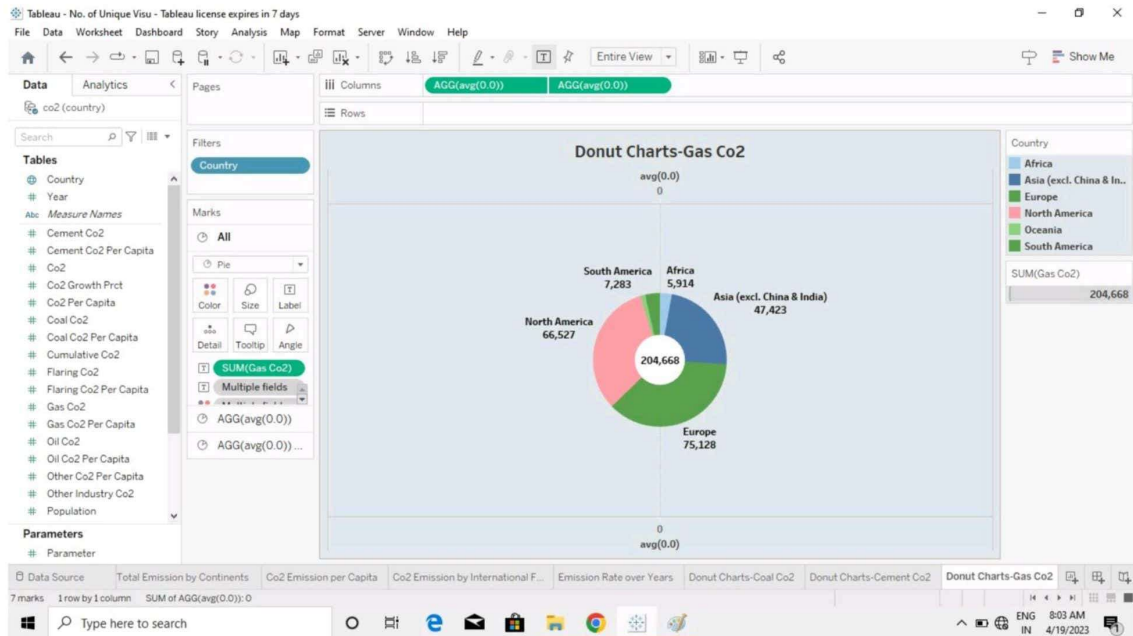 Tableau - No. of Unique Visu - Tableau license expires in 7 days
File Data Worksheet Dashboard Story Analysis Map Format Server Window Help
Entire View
Show Me
Data Analytics
co2 (country)
Search
Tables
Country
Year
Abc Measure Names
Cement Co2
Cement Co2 Per Capita
Co2
Co2 Growth Prct
Co2 Per Capita
Coal Co2
Coal Co2 Per Capita
Cumulative Co2
Flaring Co2
Flaring Co2 Per Capita
Gas Co2
Gas Co2 Per Capita
Oil Co2
Oil Co2 Per Capita
Other Co2 Per Capita
Other Industry Co2
Population
Parameters
Parameter
Pages
Filters
Country
Marks
All
Pie
Color Size Label
Detail Tooltip Angle
SUM(Gas Co2)
Multiple fields
AGG(avg(0.0))
AGG(avg(0.0)) ...
Columns AGG(avg(0.0)) AGG(avg(0.0))
Rows
Donut Charts-Gas Co2
avg(0.0)
0
South America
7,283
Africa
5,914
Asia (excl. China & India)
47,423
North America
66,527
204,668
Europe
75,128
0
avg(0.0)
Country
Africa
Asia (excl. China & In..
Europe
North America
Oceania
South America
SUM(Gas Co2)
204,668
Data Source Total Emission by Continents Co2 Emission per Capita Co2 Emission by International F... Emission Rate over Years Donut Charts-Coal Co2 Donut Charts-Cement Co2 Donut Charts-Gas Co2
7 marks 1 row by 1 column SUM of AGG(avg(0.0)): 0
Type here to search
ENG 8:03 AM
IN 4/19/2023